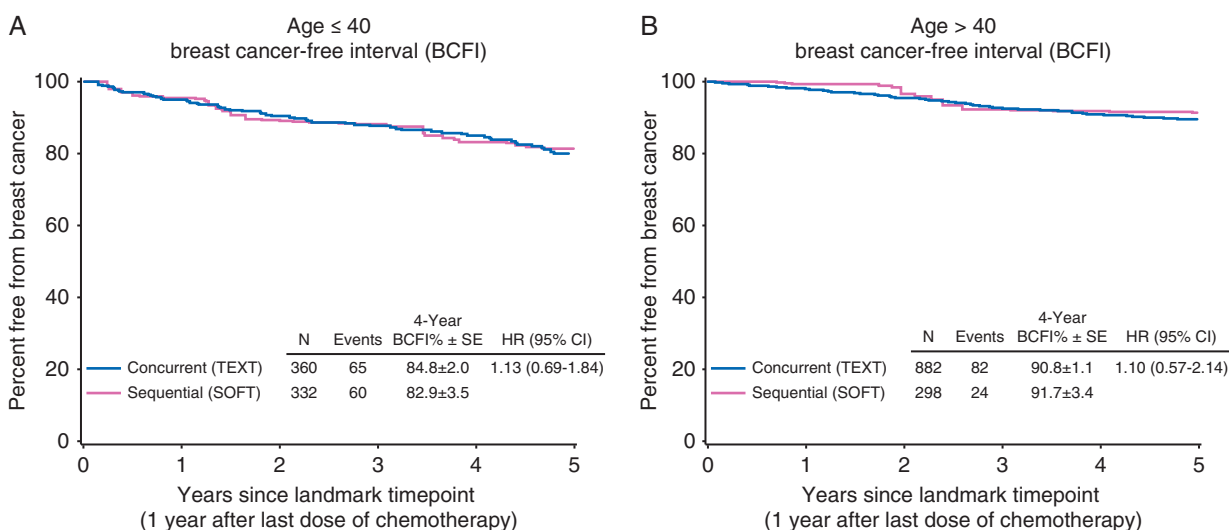 A
Age ≤ 40
breast cancer-free interval (BCFI)
Percent free from breast cancer
100
80
60
40
20
0
4-Year
N Events BCFI% ± SE HR (95% CI)
Concurrent (TEXT) 360 65 84.8±2.0 1.13 (0.69-1.84)
Sequential (SOFT) 332 60 82.9±3.5
0 1 2 3 4 5
Years since landmark timepoint
(1 year after last dose of chemotherapy)
B
Age > 40
breast cancer-free interval (BCFI)
Percent free from breast cancer
100
80
60
40
20
0
4-Year
N Events BCFI% ± SE HR (95% CI)
Concurrent (TEXT) 882 82 90.8±1.1 1.10 (0.57-2.14)
Sequential (SOFT) 298 24 91.7±3.4
0 1 2 3 4 5
Years since landmark timepoint
(1 year after last dose of chemotherapy)